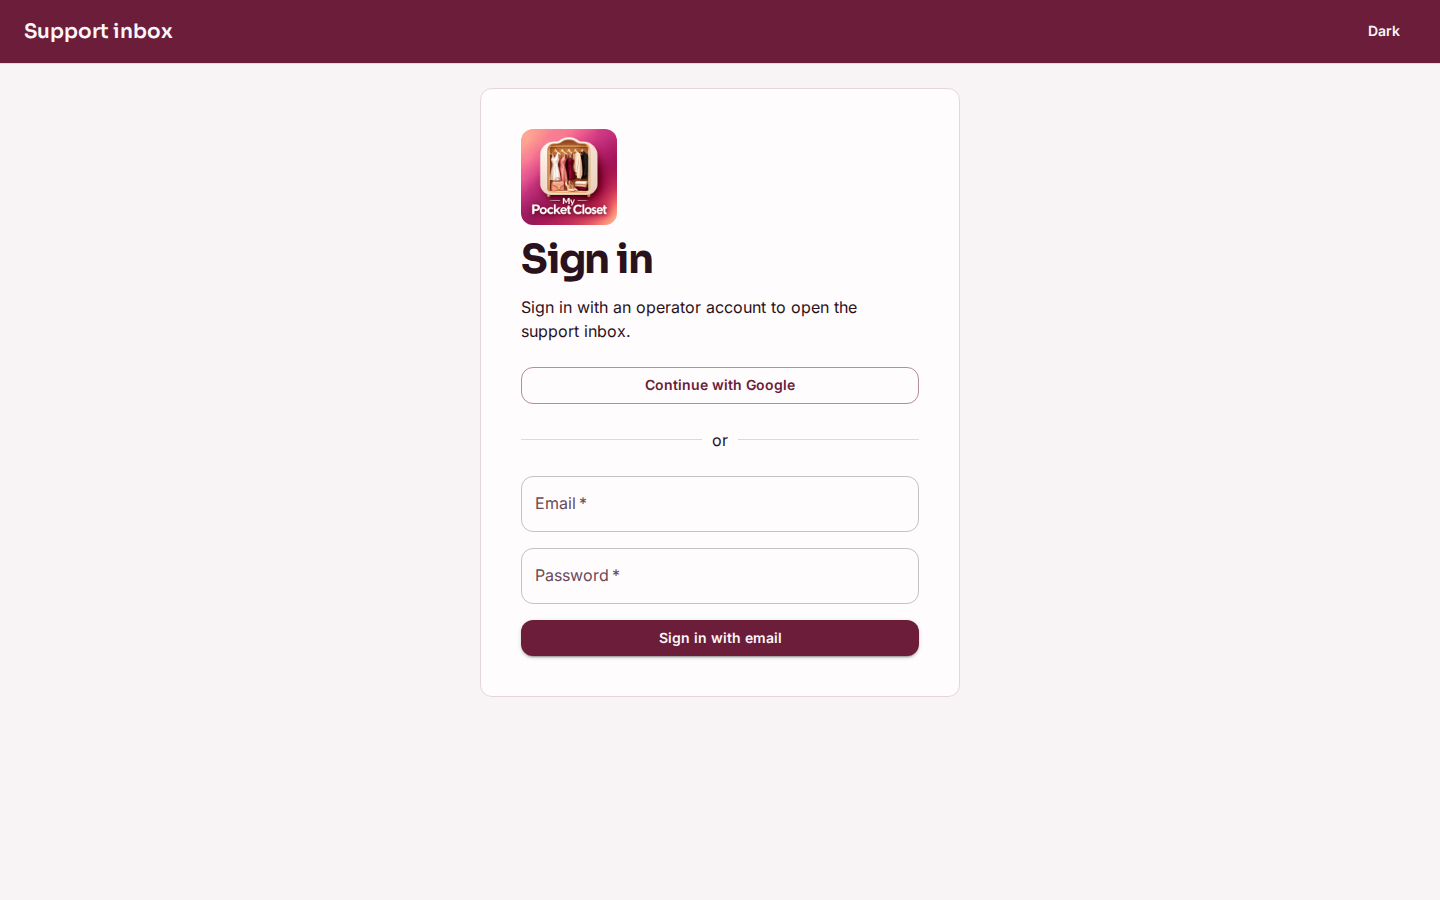 Support inbox
Dark
My
Pocket Closet
Sign in
Sign in with an operator account to open the
support inbox.
Continue with Google
or
Email *
Password *
Sign in with email